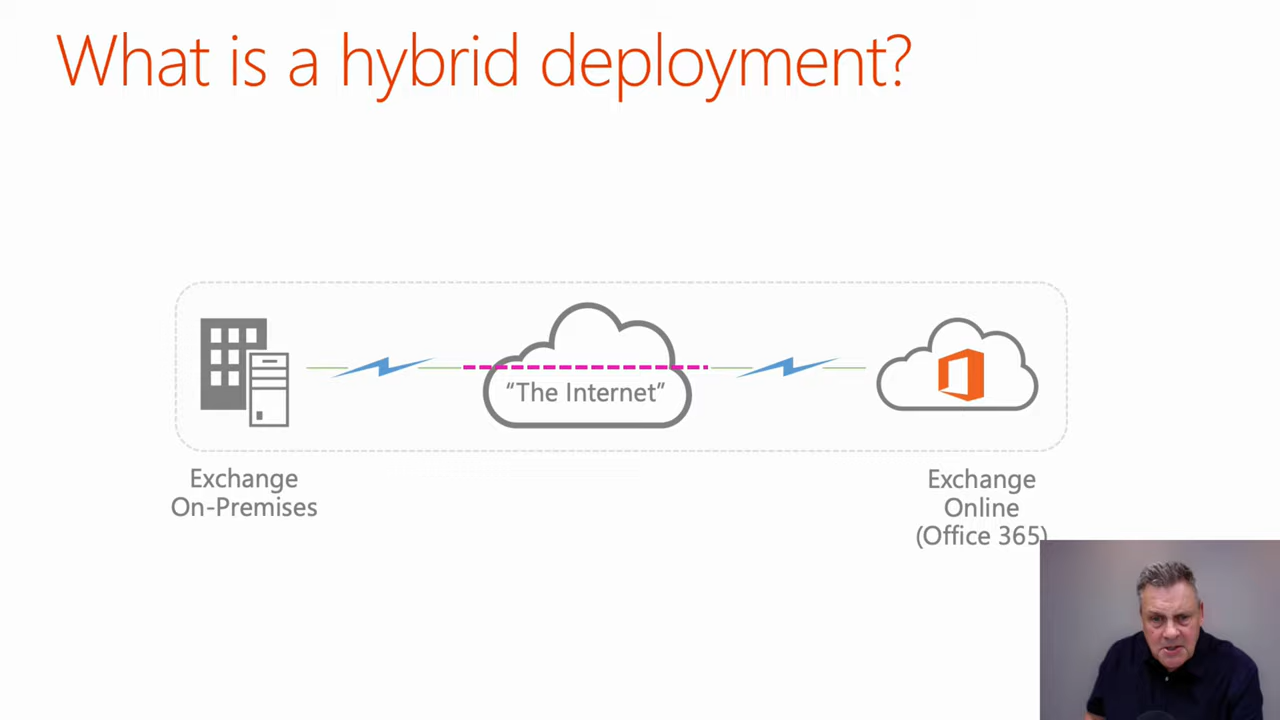 What is a hybrid deployment?
“The Internet”
Exchange
On-Premises
Exchange
Online
(Office 365)